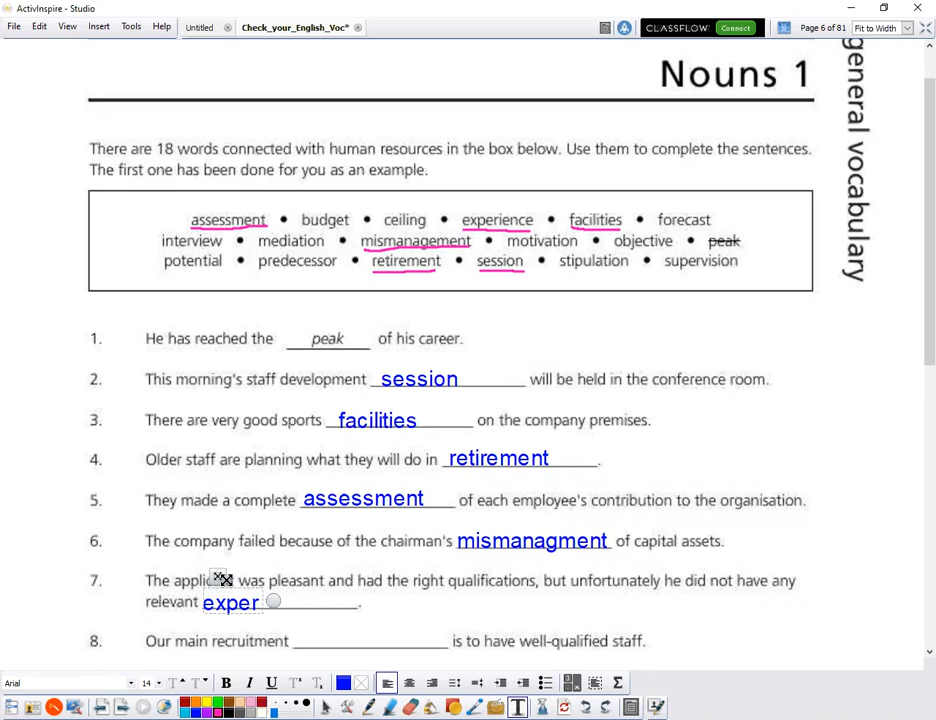 ActivInspire - Studio
File Edit View Insert Tools Help Untitled Check_your_English_Voc* CLASSFLOW Connect Page 6 of 81 Fit to Width
Nouns 1
general vocabulary
There are 18 words connected with human resources in the box below. Use them to complete the sentences.
The first one has been done for you as an example.
assessment • budget • ceiling • experience • facilities • forecast
interview • mediation • mismanagement • motivation • objective • peak
potential • predecessor • retirement • session • stipulation • supervision
1. He has reached the peak of his career.
2. This morning's staff development session will be held in the conference room.
3. There are very good sports facilities on the company premises.
4. Older staff are planning what they will do in retirement.
5. They made a complete assessment of each employee's contribution to the organisation.
6. The company failed because of the chairman's mismanagment of capital assets.
7. The applic was pleasant and had the right qualifications, but unfortunately he did not have any
relevant exper .
8. Our main recruitment ____________ is to have well-qualified staff.
Arial 14 B I U